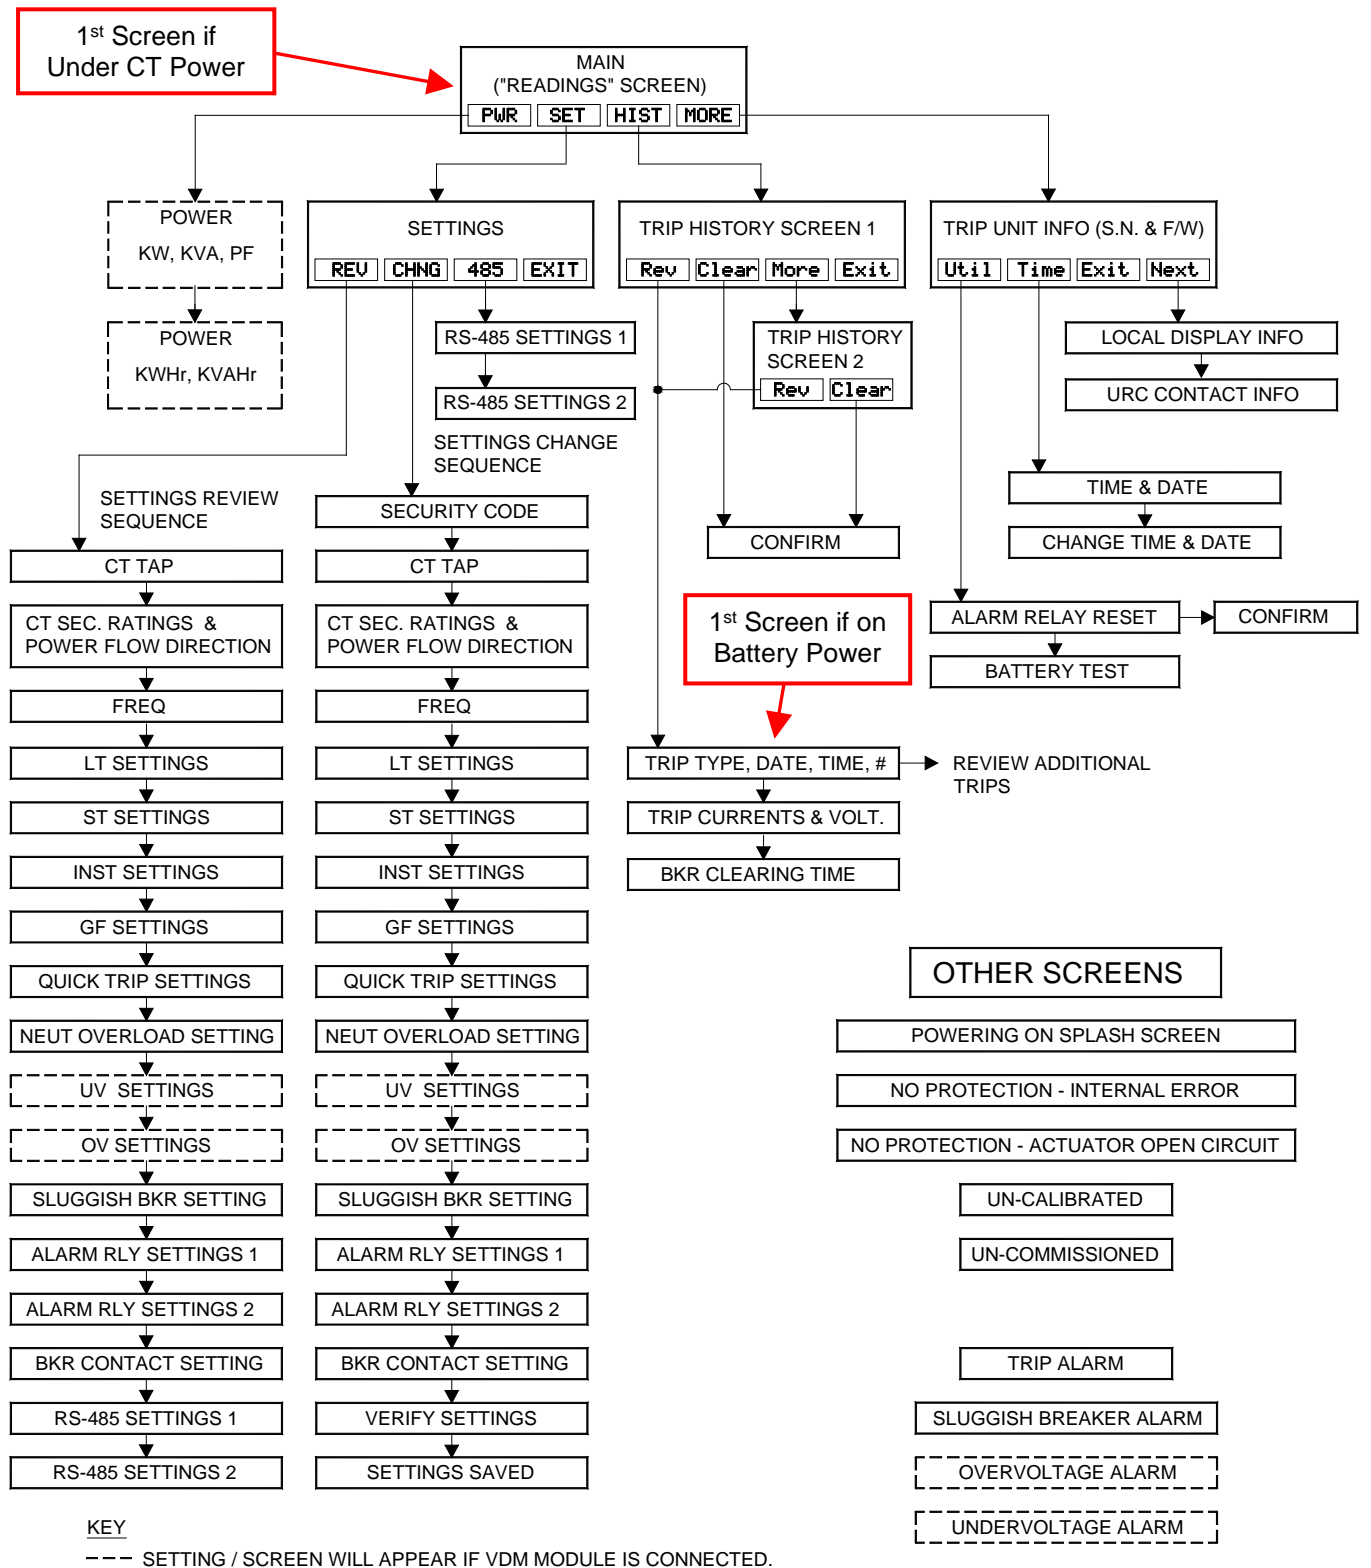 1st Screen if
Under CT Power
MAIN
("READINGS" SCREEN)
PWR SET HIST MORE
POWER
KW, KVA, PF
POWER
KWHr, KVAHr
SETTINGS
REV CHNG 485 EXIT
RS-485 SETTINGS 1
RS-485 SETTINGS 2
TRIP HISTORY SCREEN 1
Rev Clear More Exit
TRIP HISTORY
SCREEN 2
Rev Clear
CONFIRM
TRIP UNIT INFO (S.N. & F/W)
Util Time Exit Next
LOCAL DISPLAY INFO
URC CONTACT INFO
TIME & DATE
CHANGE TIME & DATE
ALARM RELAY RESET
CONFIRM
BATTERY TEST
1st Screen if on
Battery Power
TRIP TYPE, DATE, TIME, #
REVIEW ADDITIONAL
TRIPS
TRIP CURRENTS & VOLT.
BKR CLEARING TIME
SETTINGS REVIEW
SEQUENCE
CT TAP
CT SEC. RATINGS &
POWER FLOW DIRECTION
FREQ
LT SETTINGS
ST SETTINGS
INST SETTINGS
GF SETTINGS
QUICK TRIP SETTINGS
NEUT OVERLOAD SETTING
UV SETTINGS
OV SETTINGS
SLUGGISH BKR SETTING
ALARM RLY SETTINGS 1
ALARM RLY SETTINGS 2
BKR CONTACT SETTING
RS-485 SETTINGS 1
RS-485 SETTINGS 2
SETTINGS CHANGE
SEQUENCE
SECURITY CODE
CT TAP
CT SEC. RATINGS &
POWER FLOW DIRECTION
FREQ
LT SETTINGS
ST SETTINGS
INST SETTINGS
GF SETTINGS
QUICK TRIP SETTINGS
NEUT OVERLOAD SETTING
UV SETTINGS
OV SETTINGS
SLUGGISH BKR SETTING
ALARM RLY SETTINGS 1
ALARM RLY SETTINGS 2
BKR CONTACT SETTING
VERIFY SETTINGS
SETTINGS SAVED
OTHER SCREENS
POWERING ON SPLASH SCREEN
NO PROTECTION - INTERNAL ERROR
NO PROTECTION - ACTUATOR OPEN CIRCUIT
UN-CALIBRATED
UN-COMMISSIONED
TRIP ALARM
SLUGGISH BREAKER ALARM
OVERVOLTAGE ALARM
UNDERVOLTAGE ALARM
KEY
--- SETTING / SCREEN WILL APPEAR IF VDM MODULE IS CONNECTED.